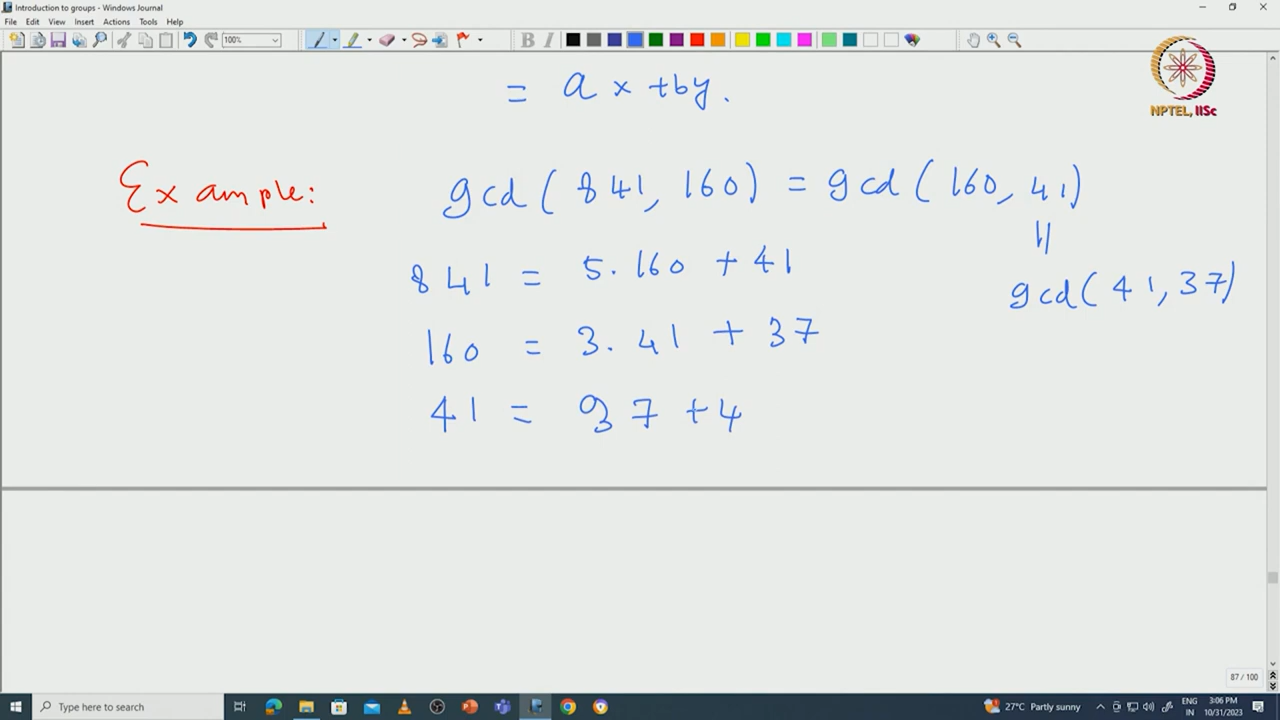 Introduction to groups - Windows Journal
File Edit View Insert Actions Tools Help
100%
B I
NPTEL, IISc
= ax + by.
Example: gcd(841, 160) = gcd(160, 41)
||
gcd(41, 37)
841 = 5.160 + 41
160 = 3.41 + 37
41 = 37 + 4
87 / 100
Type here to search
27°C Partly sunny
ENG
IN
3:06 PM
10/31/2023